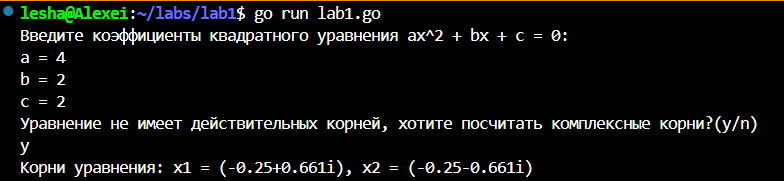 lesha@Alexei:~/labs/lab1$ go run lab1.go
Введите коэффициенты квадратного уравнения ax^2 + bx + c = 0:
a = 4
b = 2
c = 2
Уравнение не имеет действительных корней, хотите посчитать комплексные корни?(y/n)
y
Корни уравнения: x1 = (-0.25+0.661i), x2 = (-0.25-0.661i)